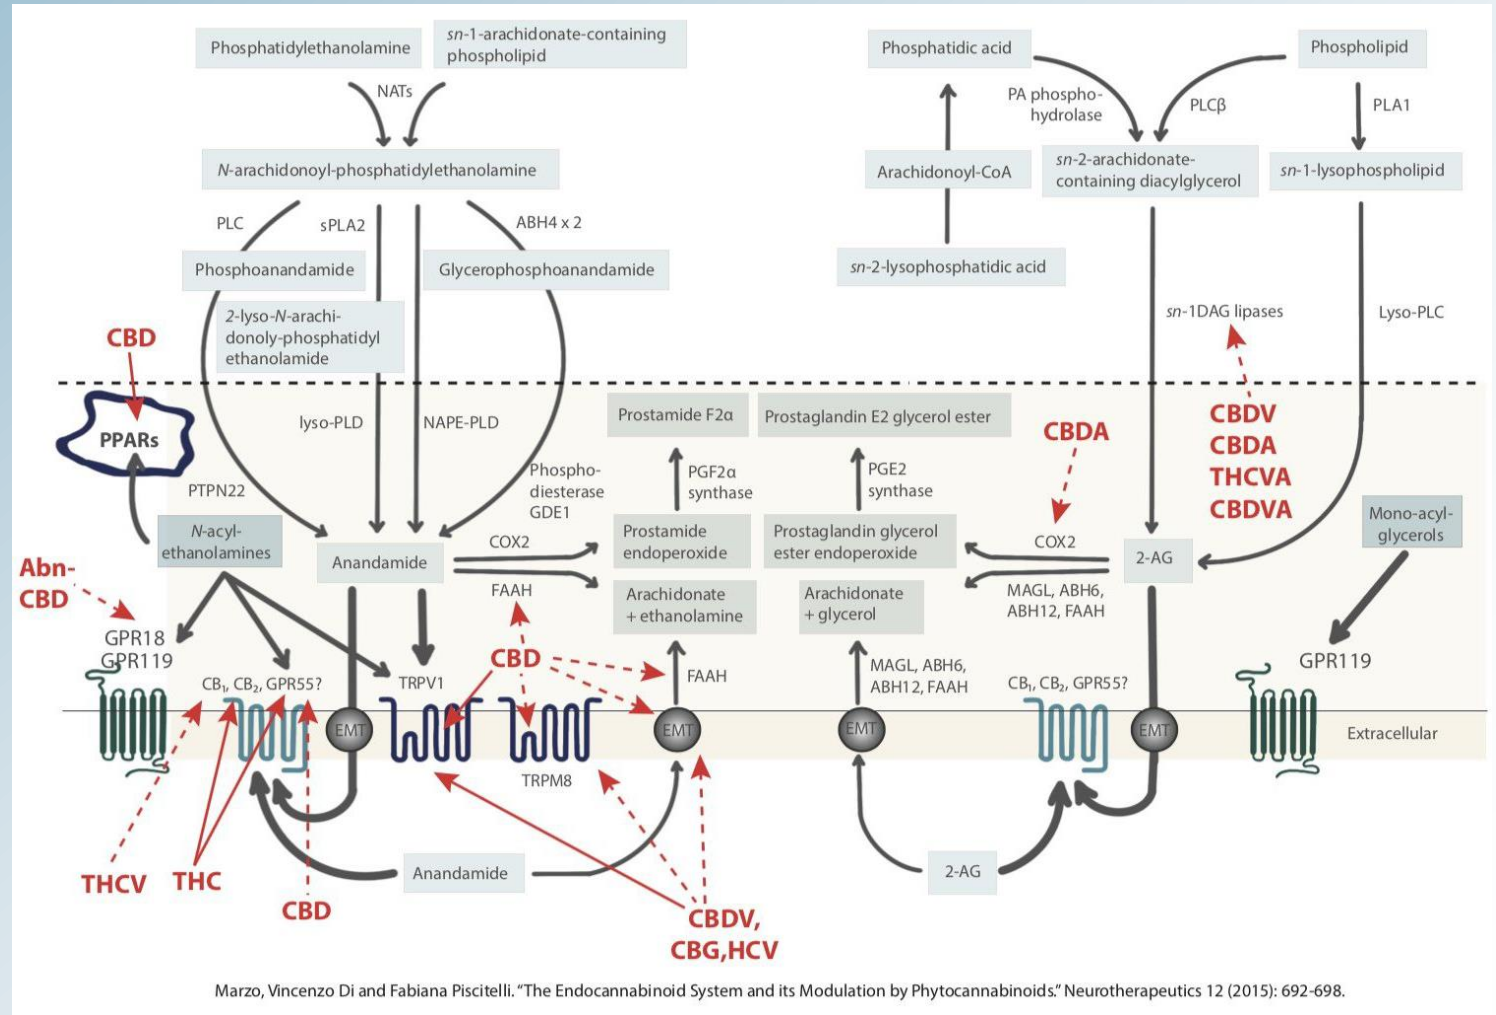 Phosphatidylethanolamine
sn-1-arachidonate-containing
phospholipid
NATs
N-arachidonoyl-phosphatidylethanolamine
PLC
sPLA2
ABH4 x 2
Phosphoanandamide
Glycerophosphoanandamide
2-lyso-N-arachi-
donoly-phosphatidyl
ethanolamide
Phosphatidic acid
Phospholipid
PA phospho-
hydrolase
PLCβ
PLA1
Arachidonoyl-CoA
sn-2-arachidonate-
containing diacylglycerol
sn-1-lysophospholipid
sn-2-lysophosphatidic acid
sn-1DAG lipases
Lyso-PLC
CBD
PPARs
lyso-PLD
NAPE-PLD
PTPN22
Phospho-
diesterase
GDE1
Prostamide F2α
Prostaglandin E2 glycerol ester
PGF2α
synthase
PGE2
synthase
CBDA
CBDV
CBDA
THCVA
CBDVA
N-acyl-
ethanolamines
Anandamide
COX2
FAAH
Prostamide
endoperoxide
Prostaglandin glycerol
ester endoperoxide
COX2
2-AG
Mono-acyl-
glycerols
Arachidonate
+ ethanolamine
Arachidonate
+ glycerol
MAGL, ABH6,
ABH12, FAAH
Abn-
CBD
GPR18
GPR119
CB₁, CB₂, GPR55?
TRPV1
CBD
FAAH
MAGL, ABH6,
ABH12, FAAH
CB₁, CB₂, GPR55?
GPR119
EMT
EMT
EMT
EMT
Extracellular
TRPM8
THCV
THC
CBD
Anandamide
2-AG
CBDV,
CBG,HCV
Marzo, Vincenzo Di and Fabiana Piscitelli. “The Endocannabinoid System and its Modulation by Phytocannabinoids.” Neurotherapeutics 12 (2015): 692-698.